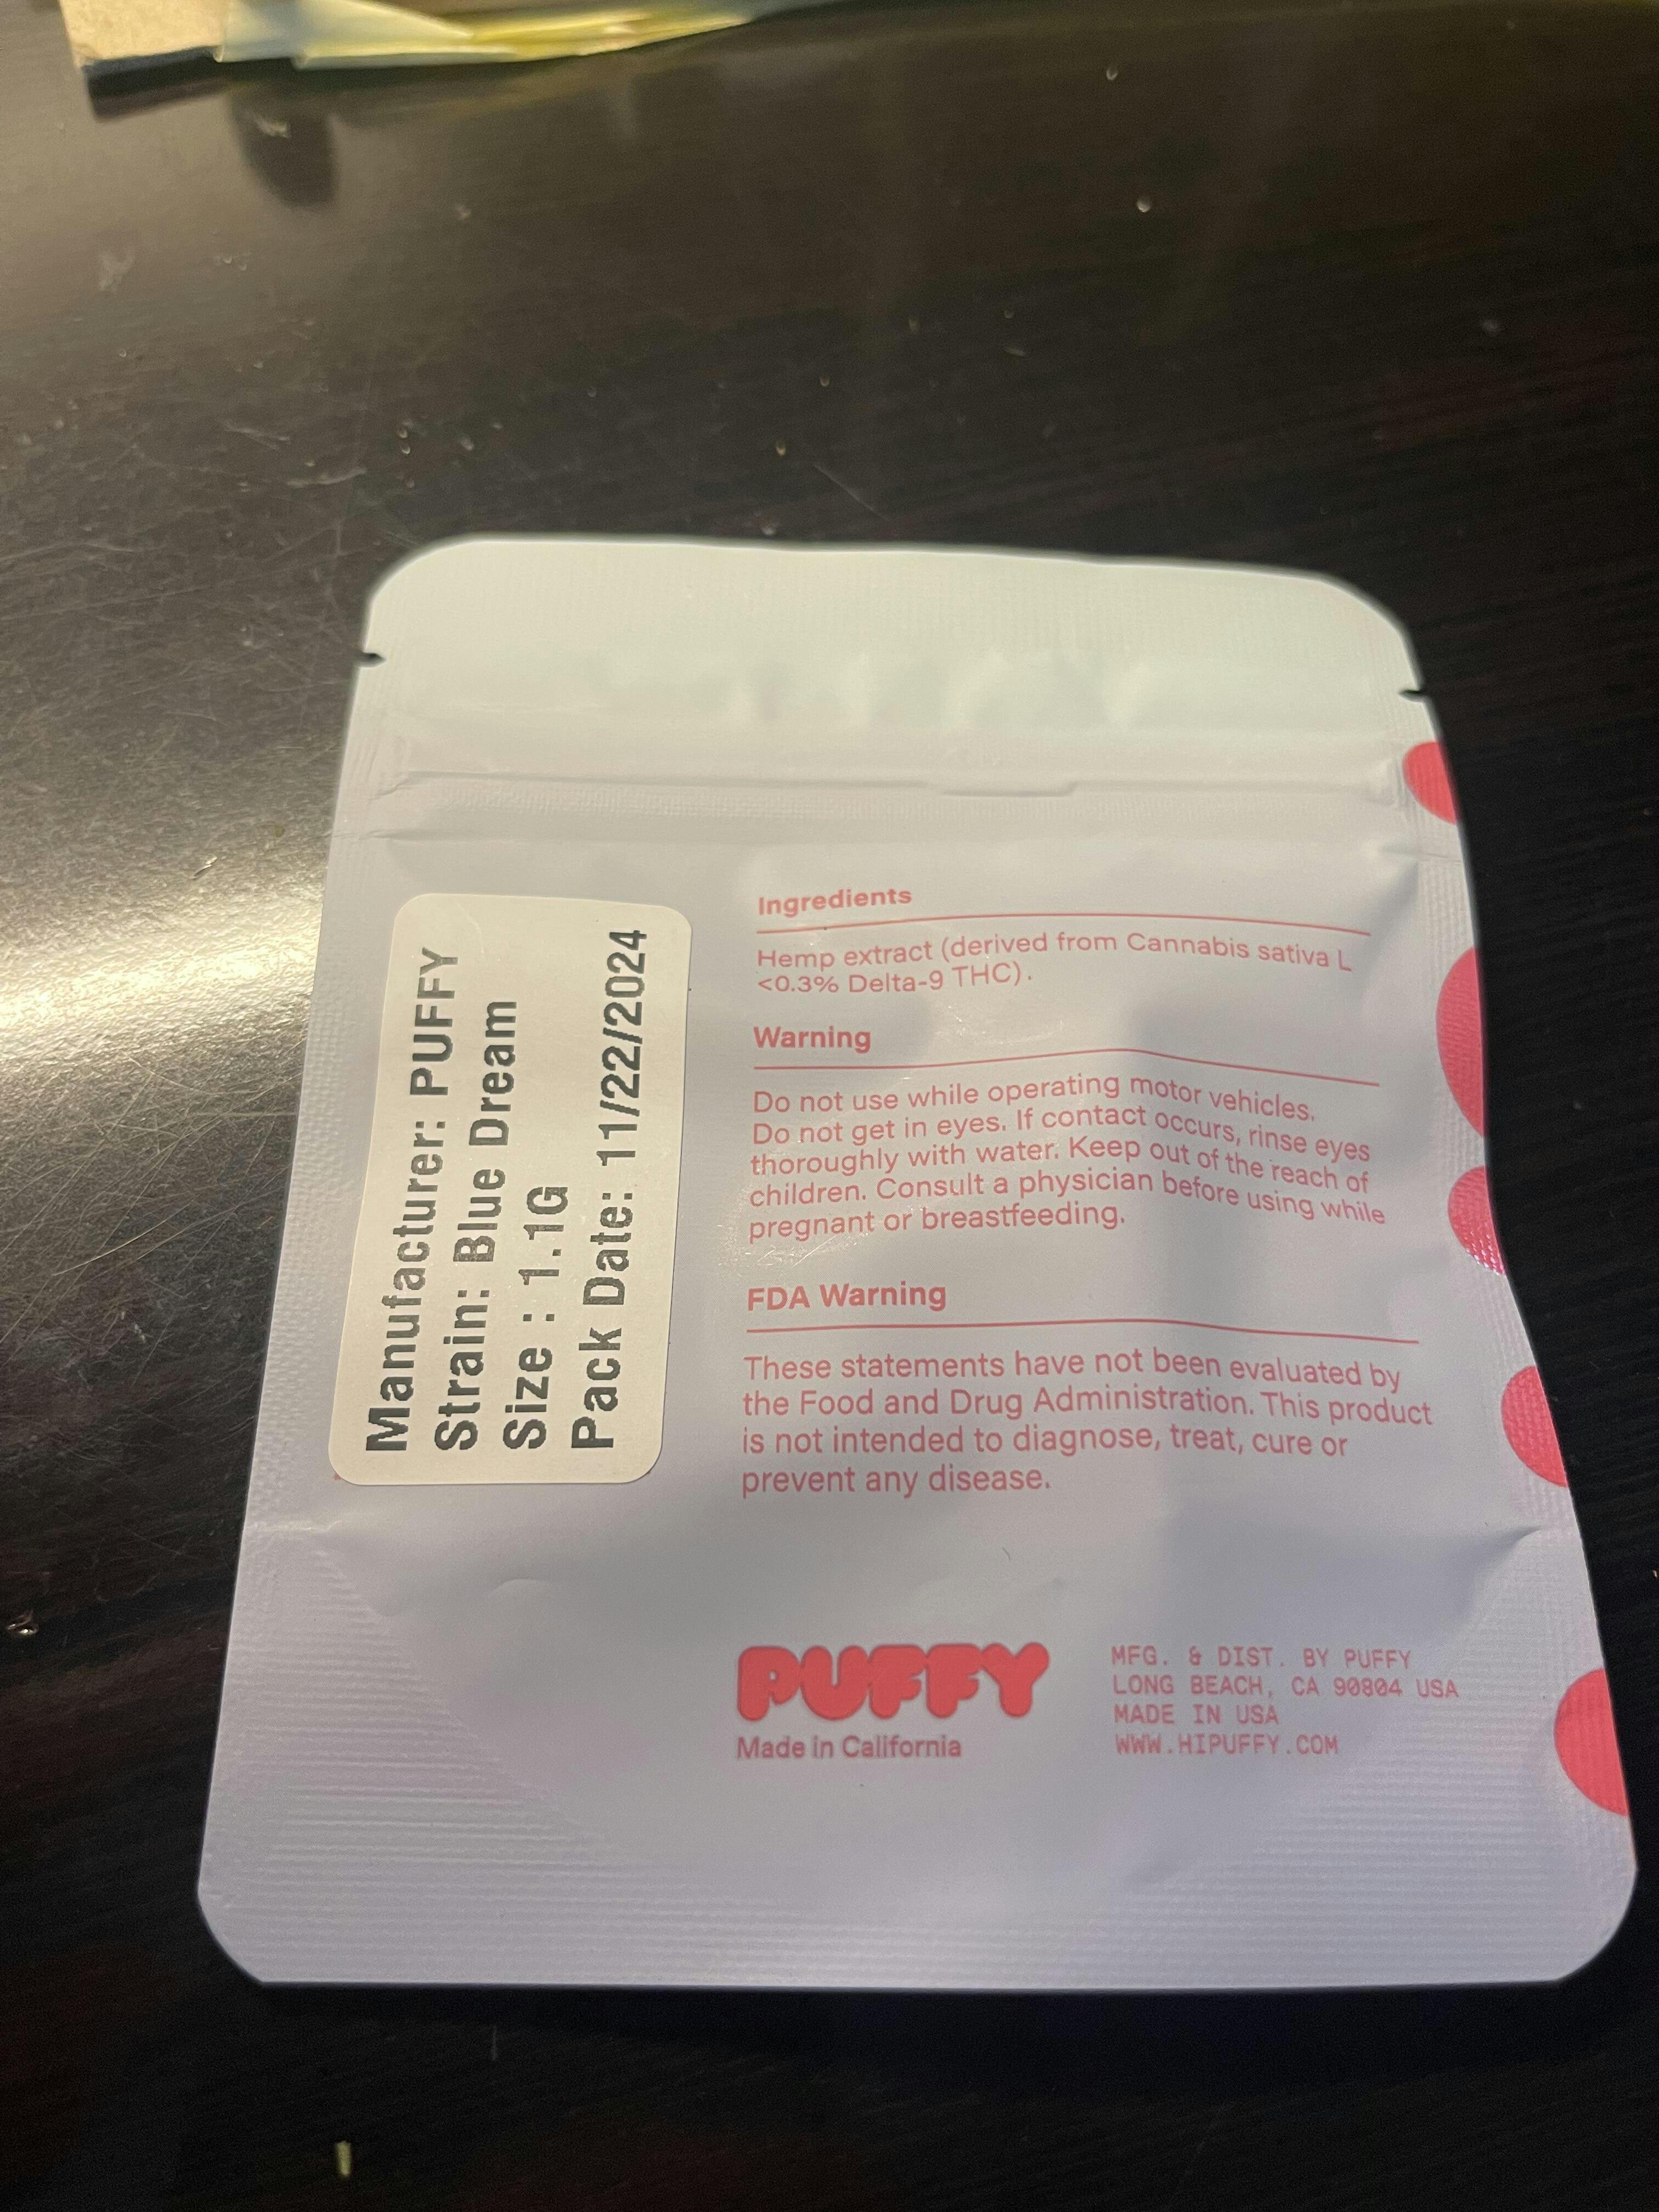 Manufacturer: PUFFY
Strain: Blue Dream
Size : 1.1G
Pack Date: 11/22/2024
Ingredients
Hemp extract (derived from Cannabis sativa L
<0.3% Delta-9 THC).
Warning
Do not use while operating motor vehicles.
Do not get in eyes. If contact occurs, rinse eyes
thoroughly with water. Keep out of the reach of
children. Consult a physician before using while
pregnant or breastfeeding.
FDA Warning
These statements have not been evaluated by
the Food and Drug Administration. This product
is not intended to diagnose, treat, cure or
prevent any disease.
PUFFY
Made in California
MFG. & DIST. BY PUFFY
LONG BEACH, CA 90804 USA
MADE IN USA
WWW.HIPUFFY.COM